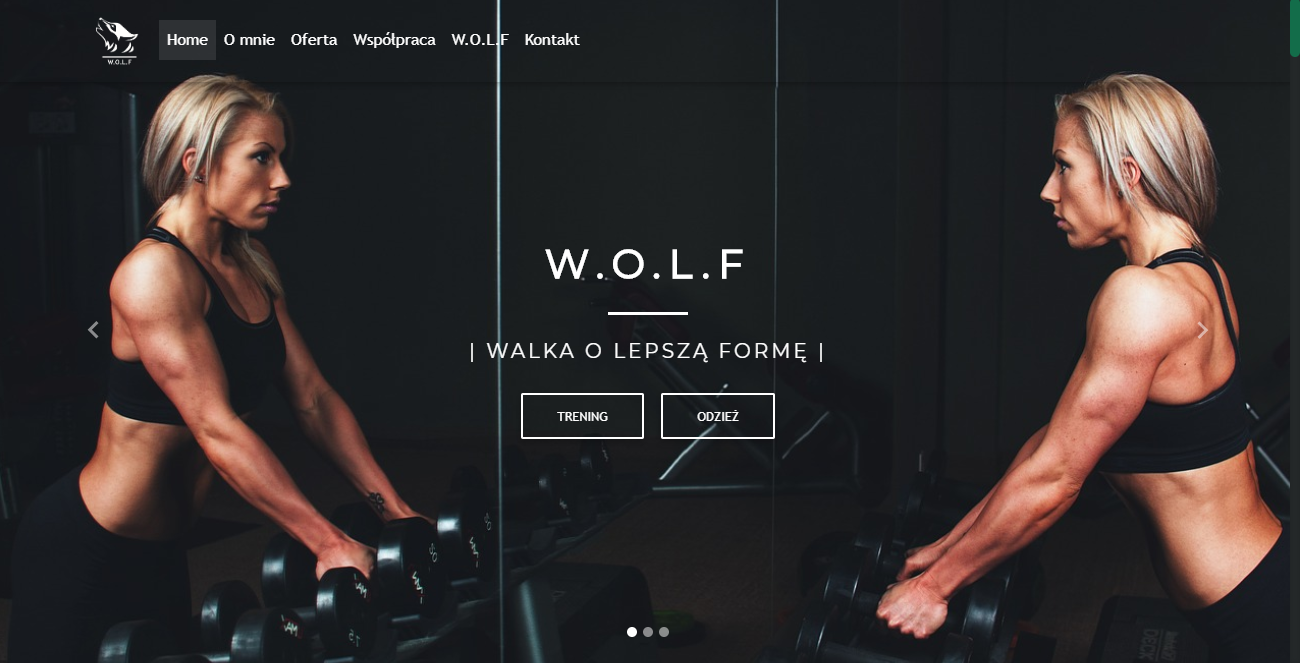 W.O.L.F
Home O mnie Oferta Współpraca W.O.L.F Kontakt
W.O.L.F
| WALKA O LEPSZĄ FORMĘ |
TRENING ODZIEŻ